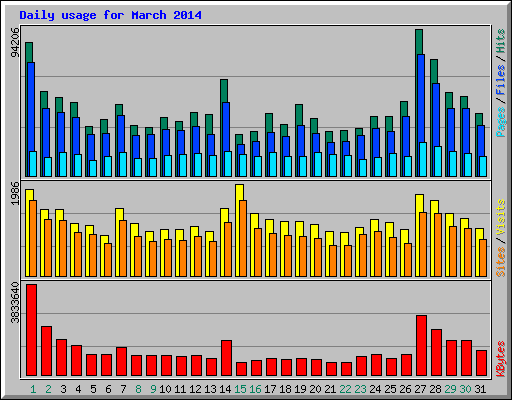 Daily usage for March 2014
94206
Pages / Files / Hits
4986
Sites / Visits
3833640
KBytes
1 2 3 4 5 6 7 8 9 10 11 12 13 14 15 16 17 18 19 20 21 22 23 24 25 26 27 28 29 30 31